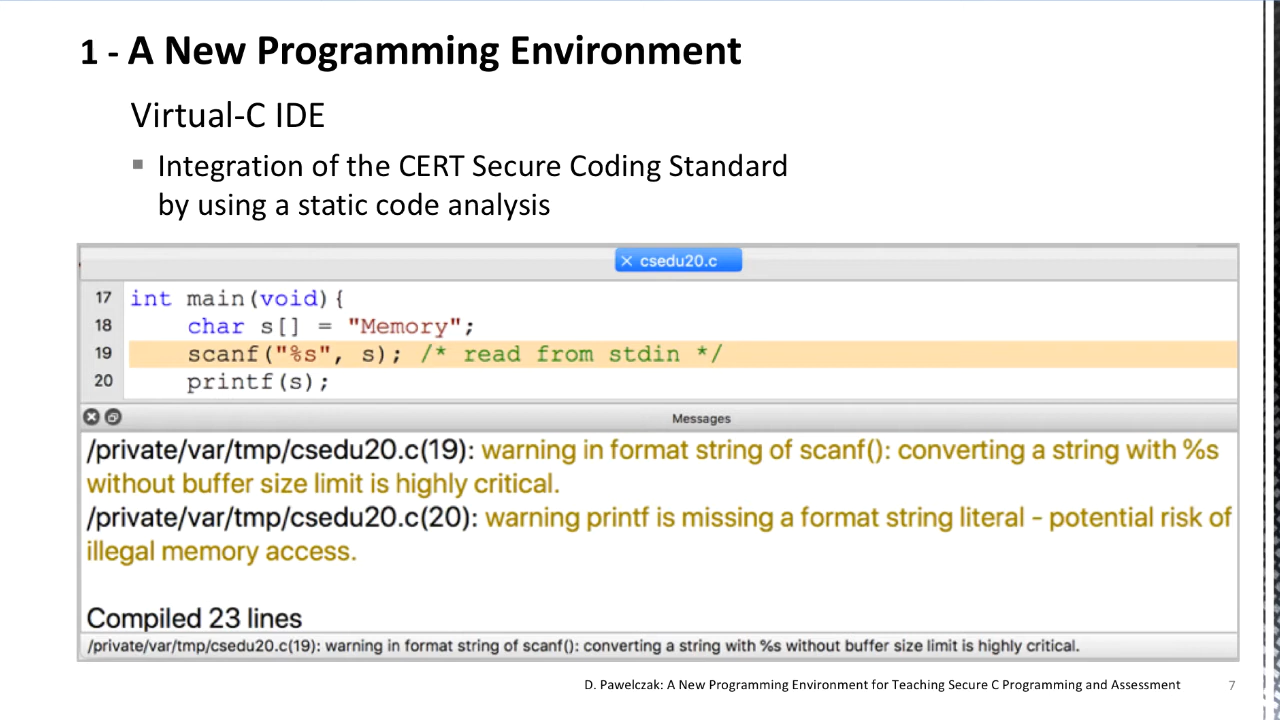 1 - A New Programming Environment
Virtual-C IDE
▪ Integration of the CERT Secure Coding Standard
by using a static code analysis
× csedu20.c
17 int main(void){
18     char s[] = "Memory";
19     scanf("%s", s); /* read from stdin */
20     printf(s);
Messages
/private/var/tmp/csedu20.c(19): warning in format string of scanf(): converting a string with %s
without buffer size limit is highly critical.
/private/var/tmp/csedu20.c(20): warning printf is missing a format string literal – potential risk of
illegal memory access.
Compiled 23 lines
/private/var/tmp/csedu20.c(19): warning in format string of scanf(): converting a string with %s without buffer size limit is highly critical.
D. Pawelczak: A New Programming Environment for Teaching Secure C Programming and Assessment 7